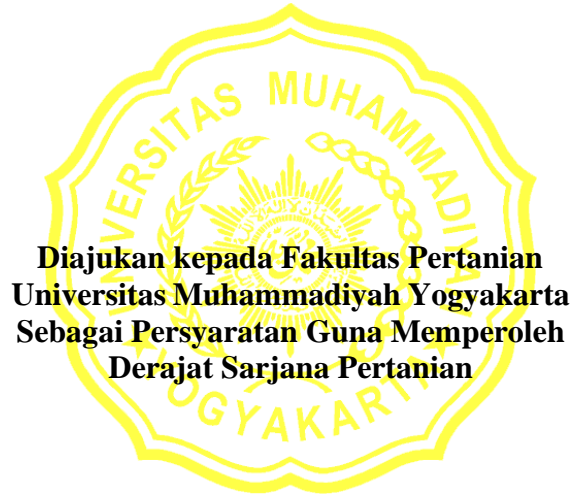 UNIVERSITAS MUHAMMADIYAH
YOGYAKARTA
Diajukan kepada Fakultas Pertanian
Universitas Muhammadiyah Yogyakarta
Sebagai Persyaratan Guna Memperoleh
Derajat Sarjana Pertanian